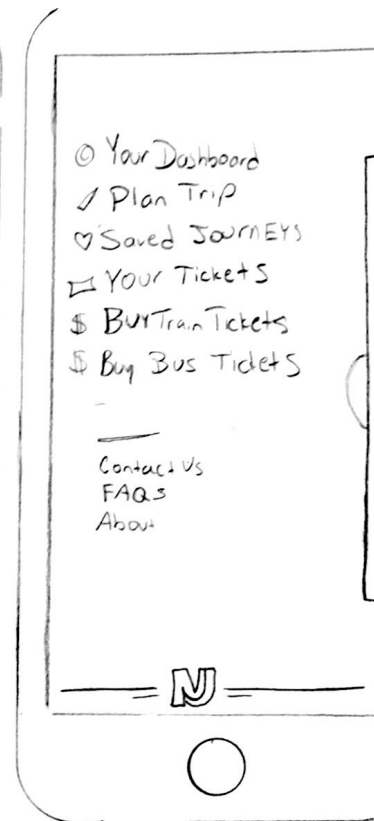 Your Dashboard
Plan Trip
Saved JournEYs
Your Tickets
$ Buy Train Tickets
$ Buy Bus Tickets
Contact Us
FAQs
About
NJ